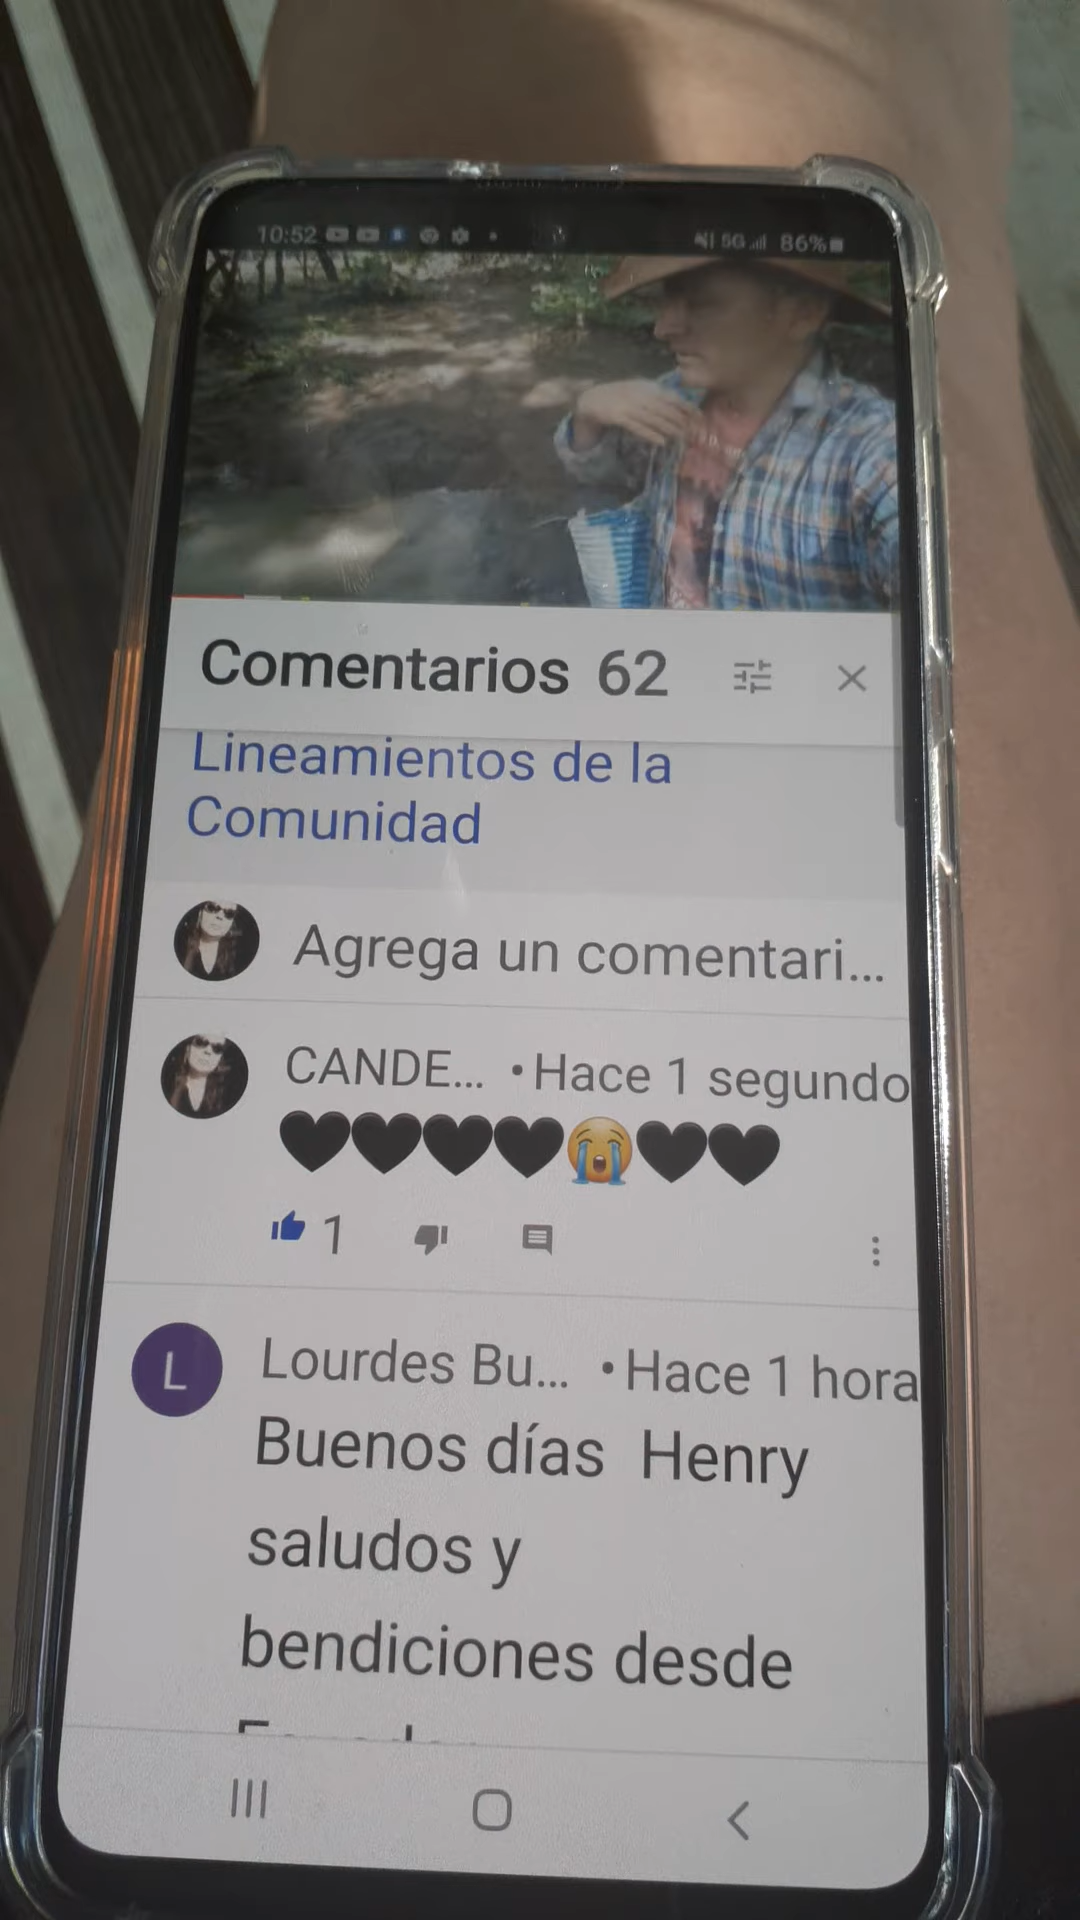 10:52
5G 86%
Comentarios 62
Lineamientos de la
Comunidad
Agrega un comentari...
CANDE... • Hace 1 segundo
🖤🖤🖤🖤😭🖤🖤
1
L
Lourdes Bu... • Hace 1 hora
Buenos días Henry
saludos y
bendiciones desde